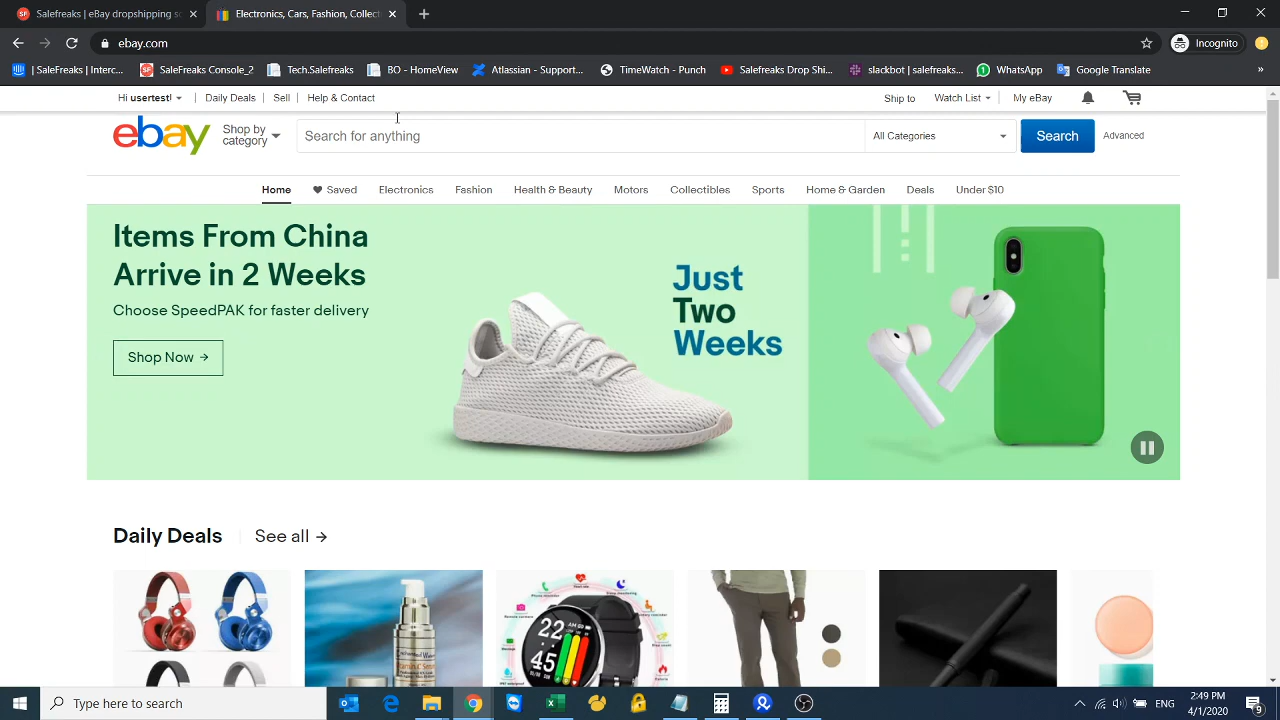 Salefreaks | eBay dropshipping s
Electronics, Cars, Fashion, Collect
ebay.com
Incognito
| SaleFreaks | Interc...
SaleFreaks Console_2
Tech.Salefreaks
BO - HomeView
Atlassian - Support...
TimeWatch - Punch
Salefreaks Drop Shi...
slackbot | salefreaks...
WhatsApp
Google Translate
»
Hi usertest!
Daily Deals
Sell
Help & Contact
Ship to
Watch List
My eBay
ebay
Shop by
category
Search for anything
All Categories
Search
Advanced
Home
Saved
Electronics
Fashion
Health & Beauty
Motors
Collectibles
Sports
Home & Garden
Deals
Under $10
Items From China
Arrive in 2 Weeks
Choose SpeedPAK for faster delivery
Shop Now →
Just
Two
Weeks
Daily Deals
See all →
22
45
Type here to search
ENG
2:49 PM
4/1/2020